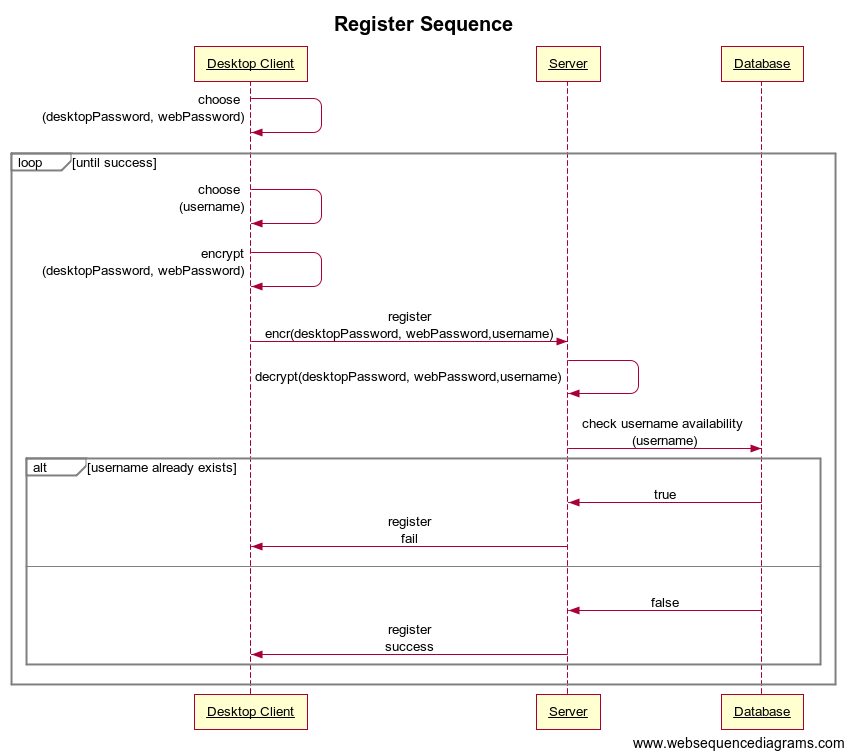 Register Sequence
Desktop Client
Server
Database
choose
(desktopPassword, webPassword)
loop
[until success]
choose
(username)
encrypt
(desktopPassword, webPassword)
register
encr(desktopPassword, webPassword,username)
decrypt(desktopPassword, webPassword,username)
check username availability
(username)
alt
[username already exists]
true
register
fail
false
register
success
Desktop Client
Server
Database
www.websequencediagrams.com